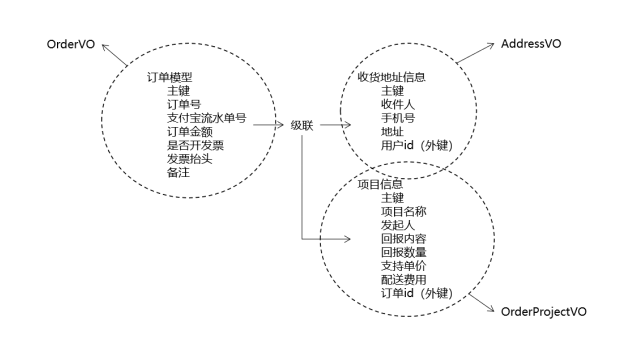 OrderVO
AddressVO
订单模型
主键
订单号
支付宝流水单号
订单金额
是否开发票
发票抬头
备注
级联
收货地址信息
主键
收件人
手机号
地址
用户id（外键）
项目信息
主键
项目名称
发起人
回报内容
回报数量
支持单价
配送费用
订单id（外键）
OrderProjectVO